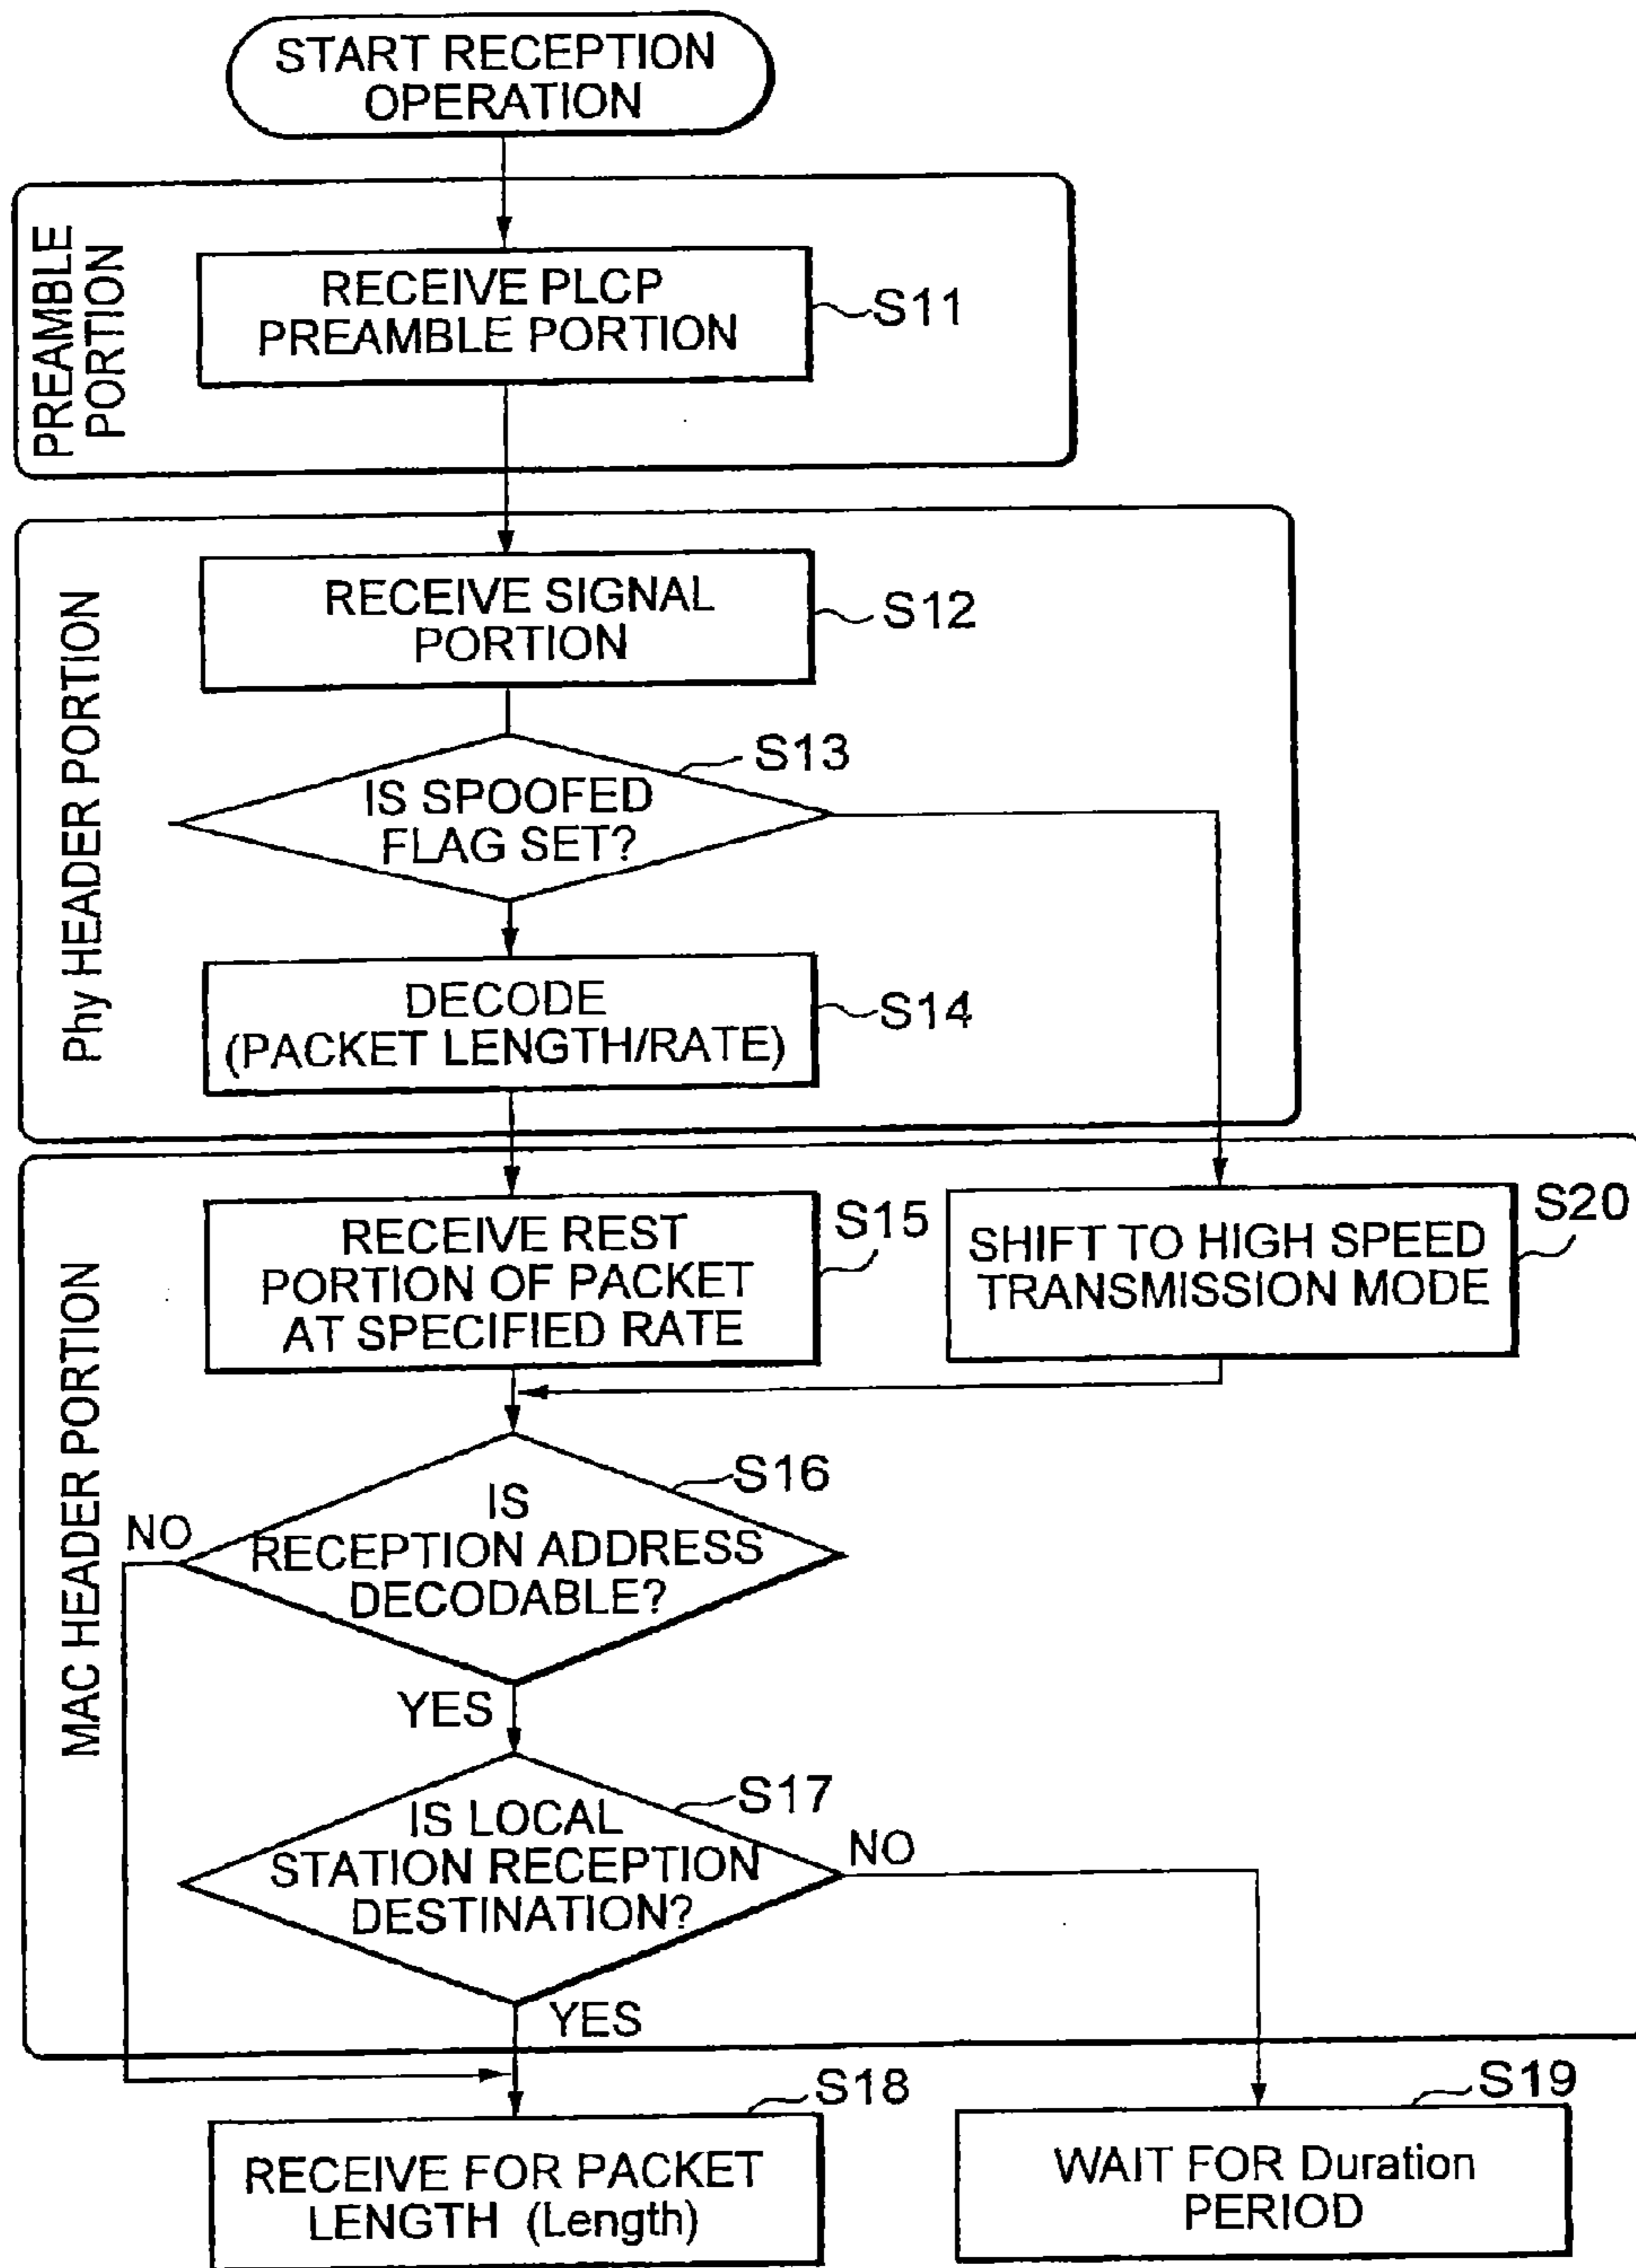 START RECEPTION
OPERATION
PREAMBLE
PORTION
RECEIVE PLCP
PREAMBLE PORTION
S11
Phy HEADER PORTION
RECEIVE SIGNAL
PORTION
S12
S13
IS SPOOFED
FLAG SET?
DECODE
(PACKET LENGTH/RATE)
S14
MAC HEADER PORTION
RECEIVE REST
PORTION OF PACKET
AT SPECIFIED RATE
S15
SHIFT TO HIGH SPEED
TRANSMISSION MODE
S20
S16
IS
RECEPTION ADDRESS
DECODABLE?
NO
YES
S17
IS LOCAL
STATION RECEPTION
DESTINATION?
NO
YES
S18
RECEIVE FOR PACKET
LENGTH (Length)
S19
WAIT FOR Duration
PERIOD